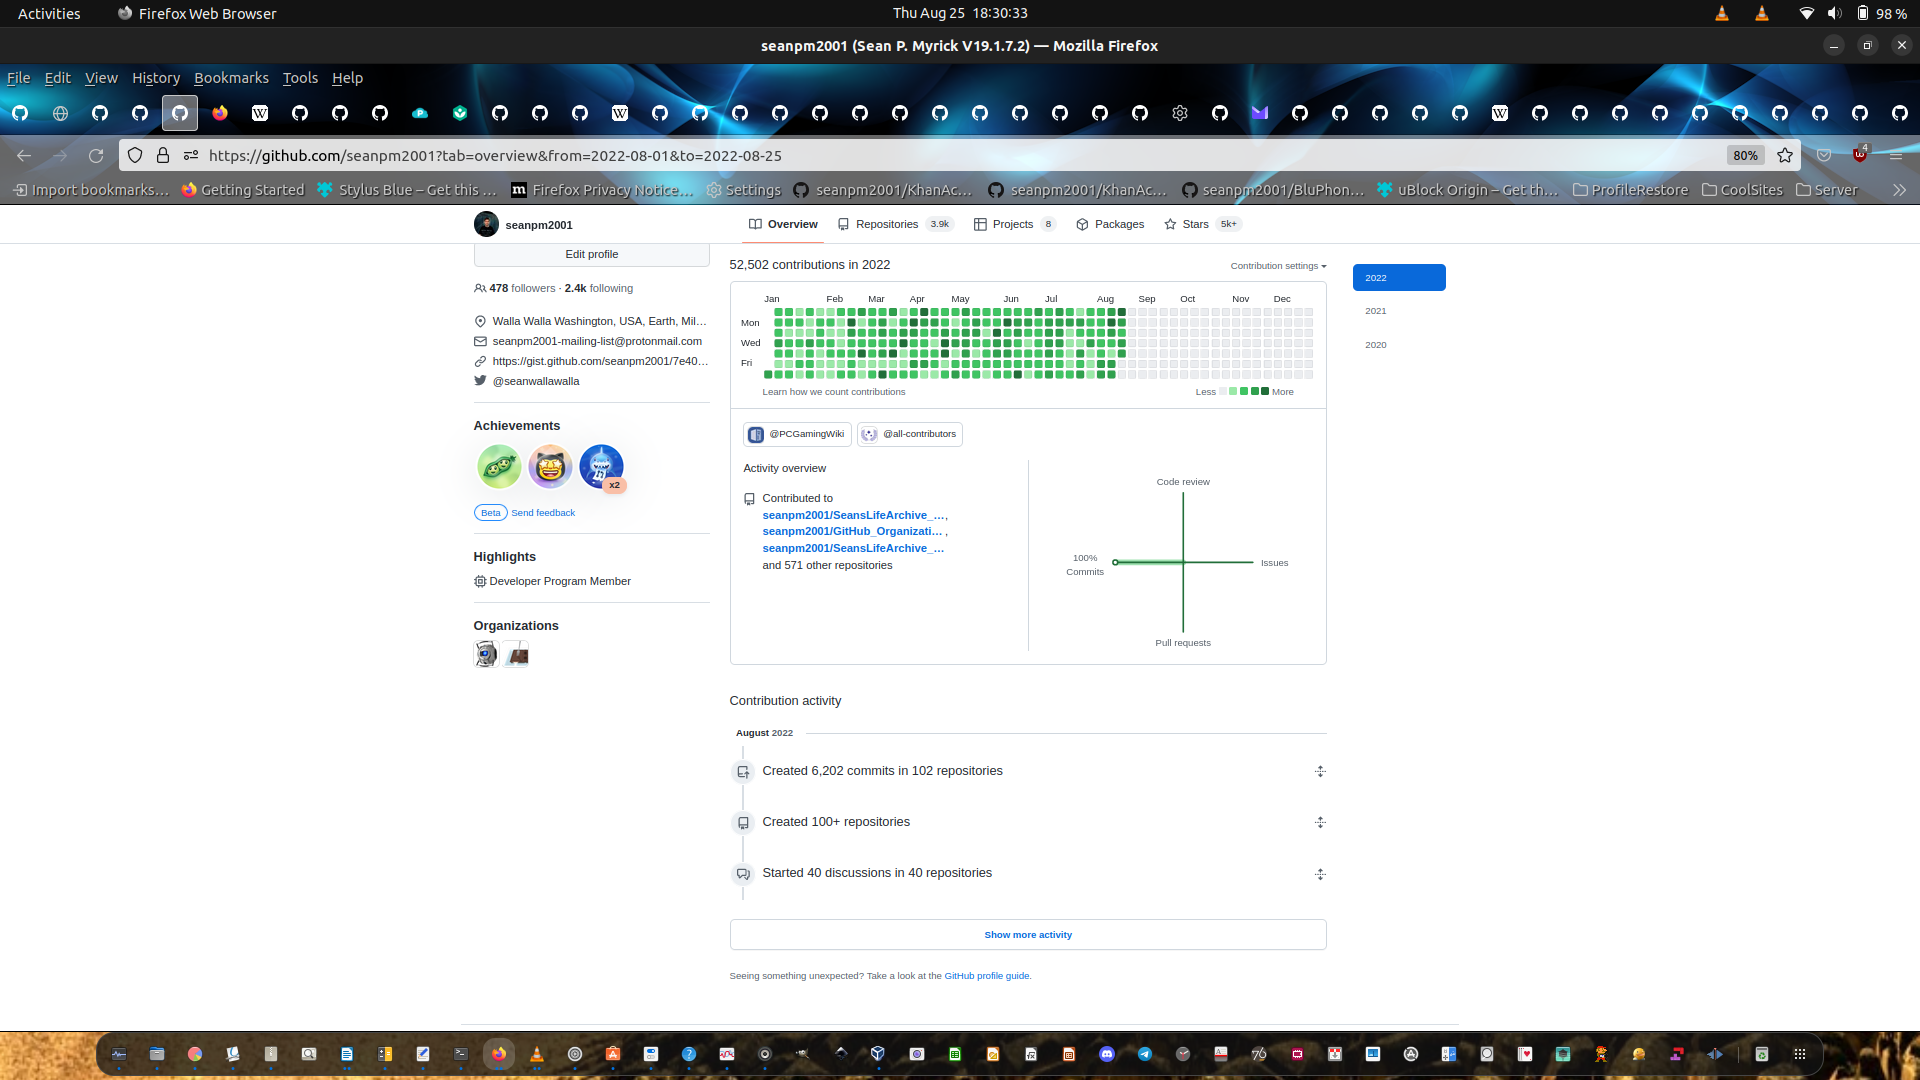 Activities
Firefox Web Browser
Thu Aug 25 18:30:33
98 %
seanpm2001 (Sean P. Myrick V19.1.7.2) — Mozilla Firefox
File Edit View History Bookmarks Tools Help
https://github.com/seanpm2001?tab=overview&from=2022-08-01&to=2022-08-25
80%
4
Import bookmarks… Getting Started Stylus Blue – Get this … Firefox Privacy Notice… Settings seanpm2001/KhanAc… seanpm2001/KhanAc… seanpm2001/BluPhon… uBlock Origin – Get th… ProfileRestore CoolSites Server
seanpm2001
Overview Repositories 3.9k Projects 8 Packages Stars 5k+
Edit profile
478 followers · 2.4k following
Walla Walla Washington, USA, Earth, Mil…
seanpm2001-mailing-list@protonmail.com
https://gist.github.com/seanpm2001/7e40…
@seanwallawalla
Achievements
x2
Beta Send feedback
Highlights
Developer Program Member
Organizations
52,502 contributions in 2022
Contribution settings
Jan Feb Mar Apr May Jun Jul Aug Sep Oct Nov Dec
Mon
Wed
Fri
Learn how we count contributions
Less More
@PCGamingWiki
@all-contributors
Activity overview
Contributed to
seanpm2001/SeansLifeArchive_…,
seanpm2001/GitHub_Organizati… ,
seanpm2001/SeansLifeArchive_…
and 571 other repositories
Code review
100%
Commits
Issues
Pull requests
Contribution activity
August 2022
Created 6,202 commits in 102 repositories
Created 100+ repositories
Started 40 discussions in 40 repositories
Show more activity
Seeing something unexpected? Take a look at the GitHub profile guide.
2022
2021
2020